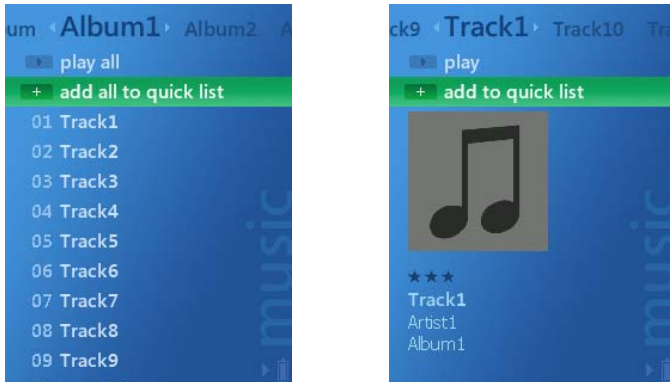 um Album1 Album2 A
play all
+ add all to quick list
01 Track1
02 Track2
03 Track3
04 Track4
05 Track5
06 Track6
07 Track7
08 Track8
09 Track9
music
ck9 Track1 Track10 Tra
play
+ add to quick list
★★★
Track1
Artist1
Album1
music